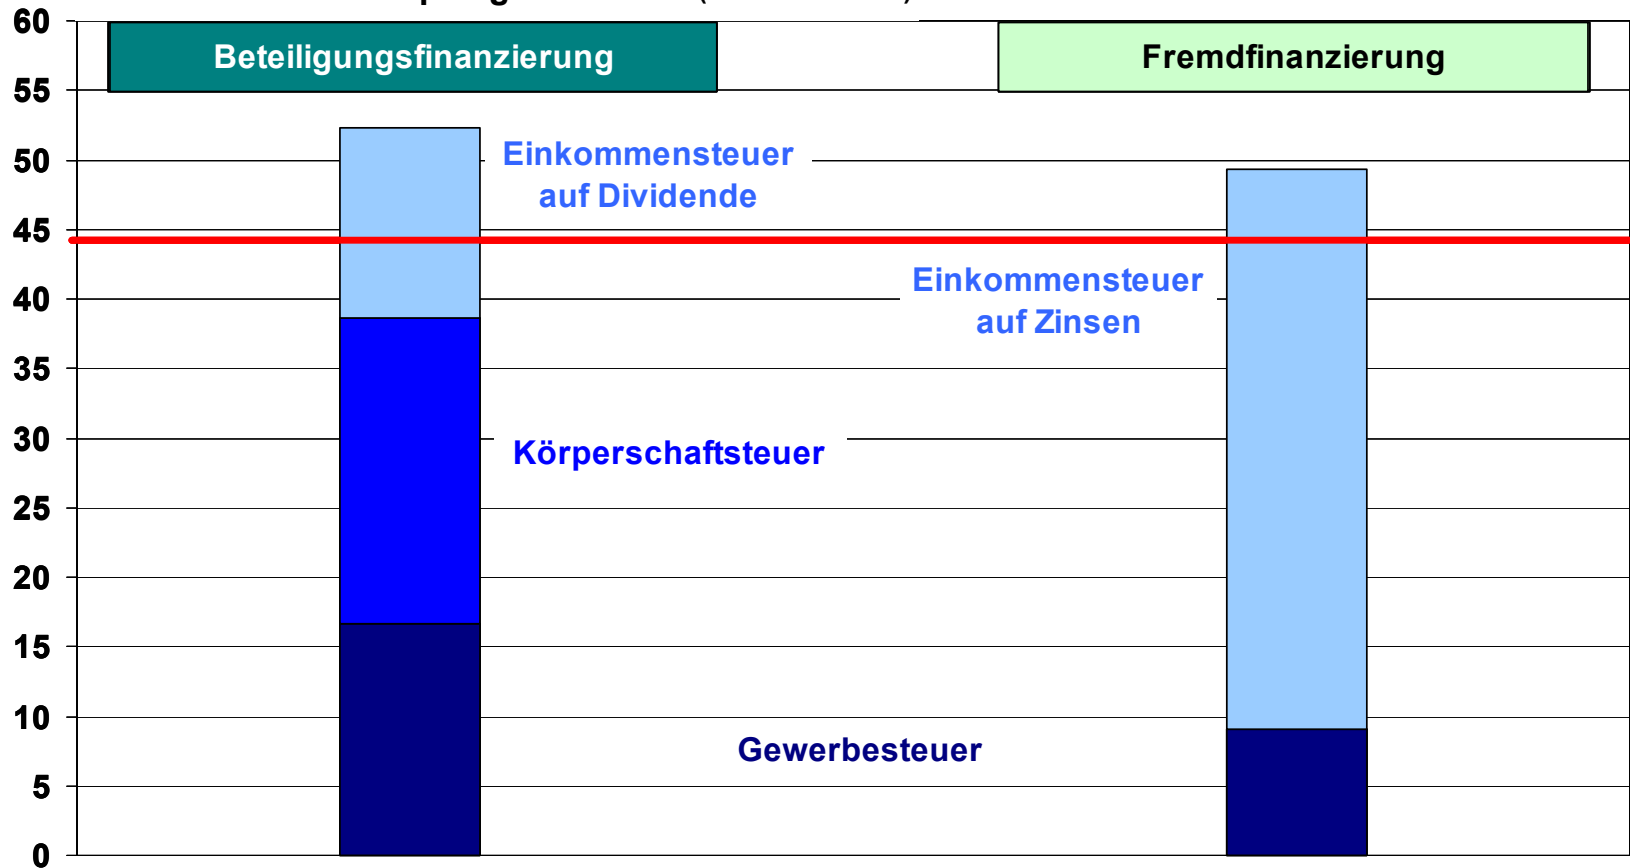 60
Beteiligungsfinanzierung
Fremdfinanzierung
55
50
Einkommensteuer
auf Dividende
45
Einkommensteuer
auf Zinsen
40
35
30
Körperschaftsteuer
25
20
15
10
Gewerbesteuer
5
0